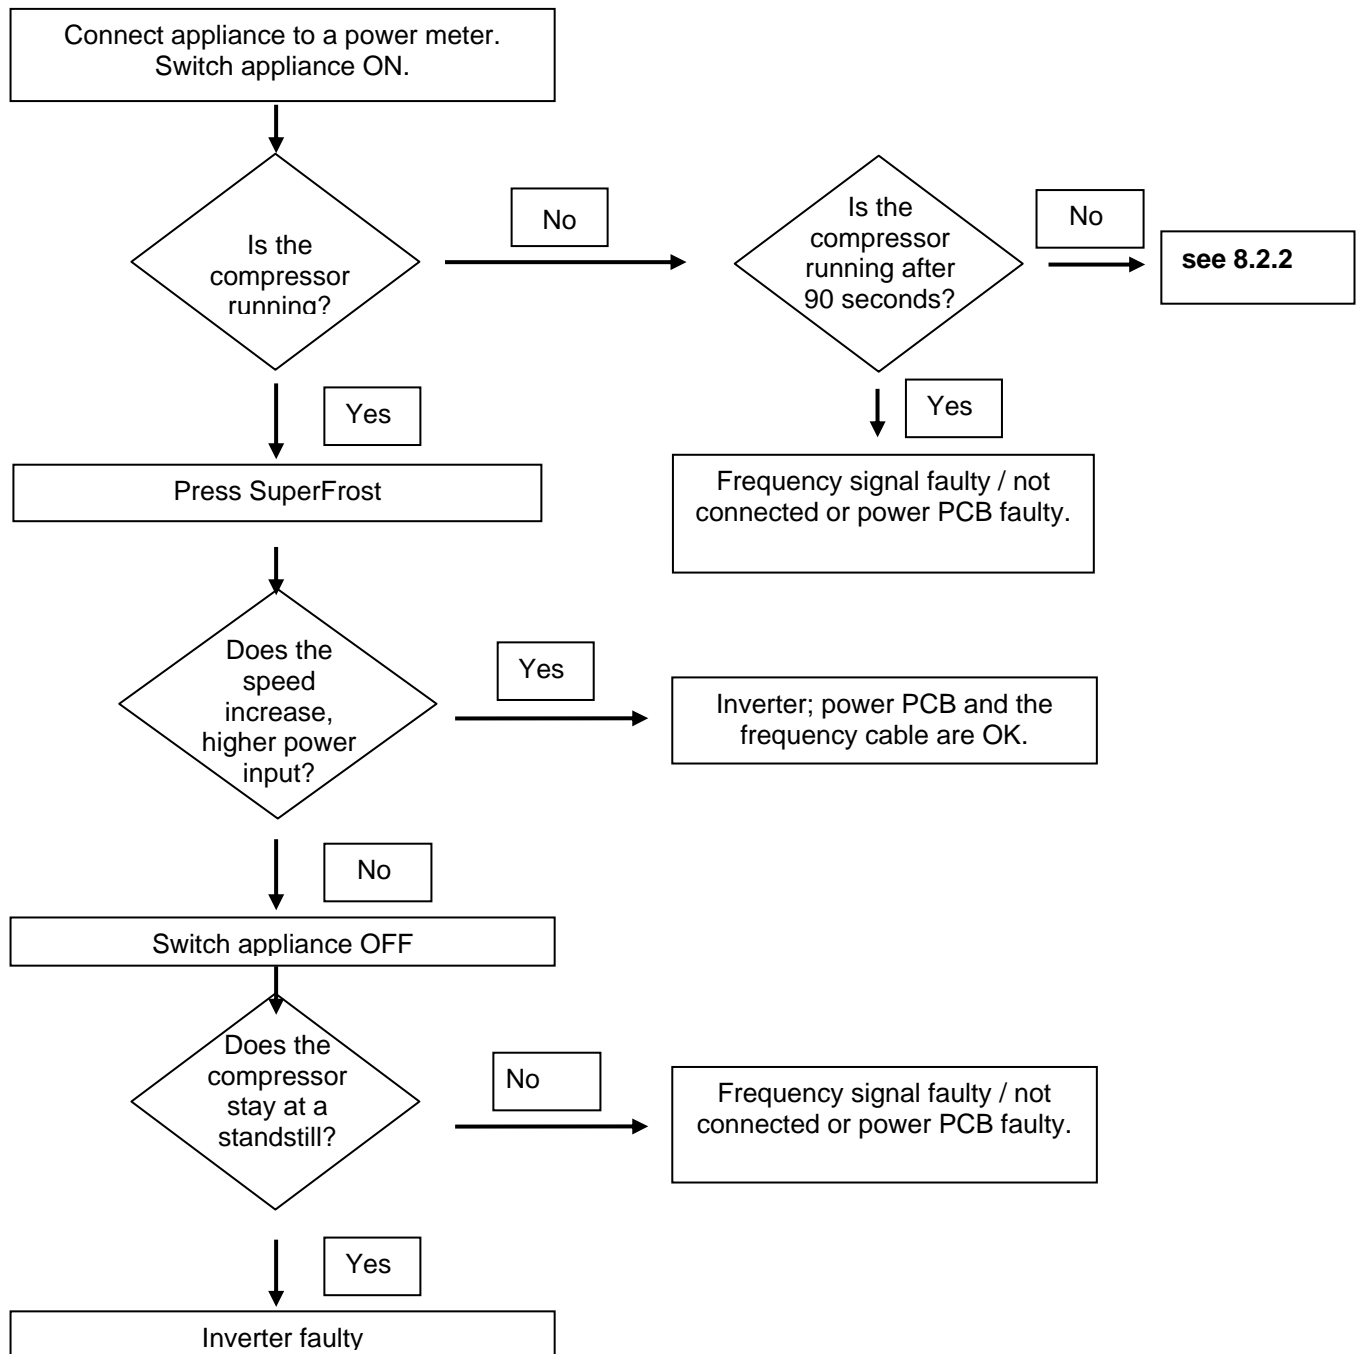 Connect appliance to a power meter.
Switch appliance ON.
Is the
compressor
running?
No
Is the
compressor
running after
90 seconds?
No
see 8.2.2
Yes
Yes
Press SuperFrost
Frequency signal faulty / not
connected or power PCB faulty.
Does the
speed
increase,
higher power
input?
Yes
Inverter; power PCB and the
frequency cable are OK.
No
Switch appliance OFF
Does the
compressor
stay at a
standstill?
No
Frequency signal faulty / not
connected or power PCB faulty.
Yes
Inverter faulty